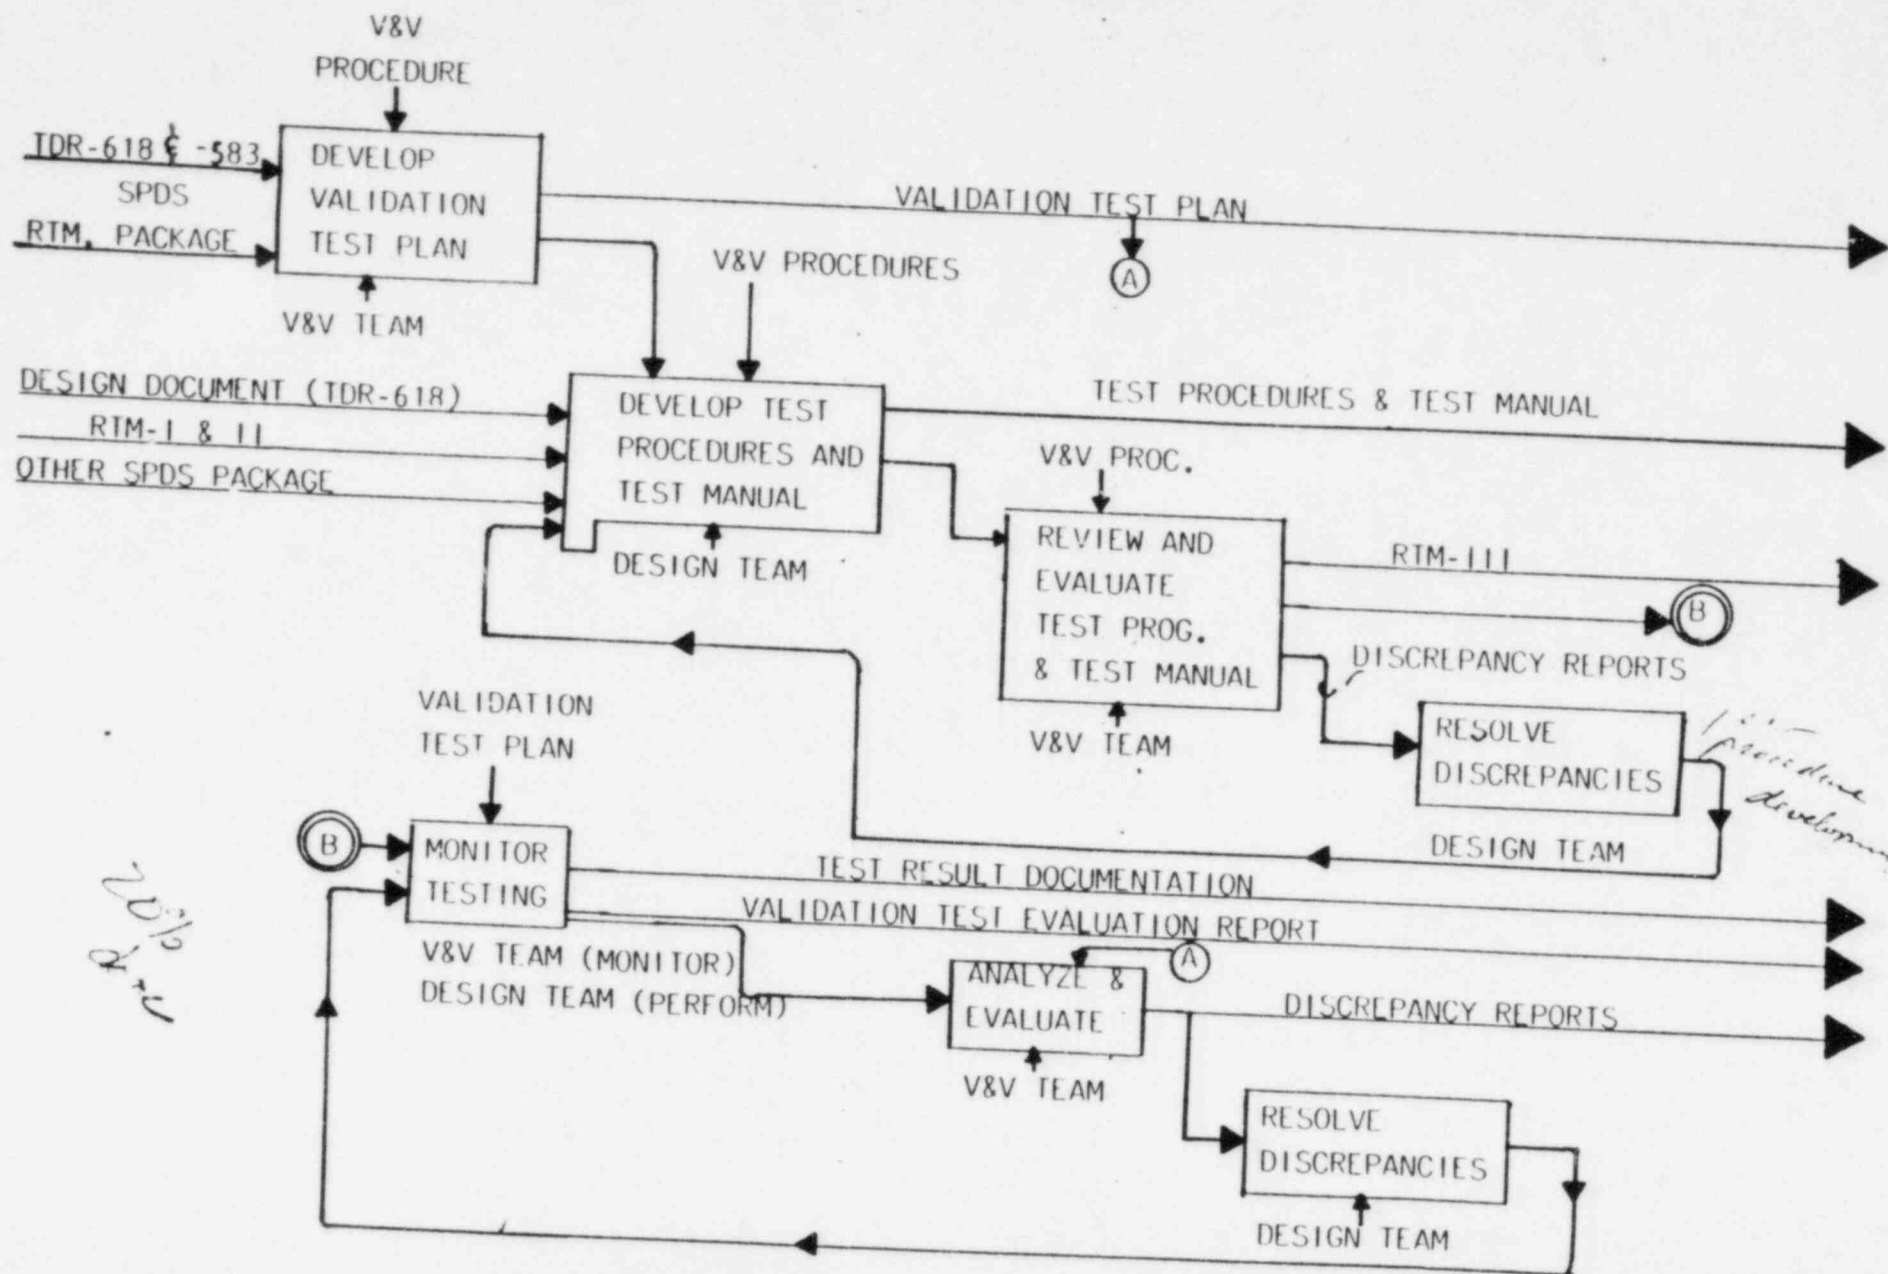 V&V
PROCEDURE
TDR-618 & -583
SPDS
RTM. PACKAGE
DEVELOP
VALIDATION
TEST PLAN
V&V TEAM
VALIDATION TEST PLAN
A
V&V PROCEDURES
DESIGN DOCUMENT (TDR-618)
RTM-I & II
OTHER SPDS PACKAGE
DEVELOP TEST
PROCEDURES AND
TEST MANUAL
DESIGN TEAM
TEST PROCEDURES & TEST MANUAL
V&V PROC.
REVIEW AND
EVALUATE
TEST PROG.
& TEST MANUAL
V&V TEAM
RTM-III
B
DISCREPANCY REPORTS
RESOLVE
DISCREPANCIES
procedure
DESIGN TEAM
VALIDATION
TEST PLAN
B
MONITOR
TESTING
V&V TEAM (MONITOR)
DESIGN TEAM (PERFORM)
TEST RESULT DOCUMENTATION
VALIDATION TEST EVALUATION REPORT
A
ANALYZE &
EVALUATE
V&V TEAM
DISCREPANCY REPORTS
RESOLVE
DISCREPANCIES
DESIGN TEAM